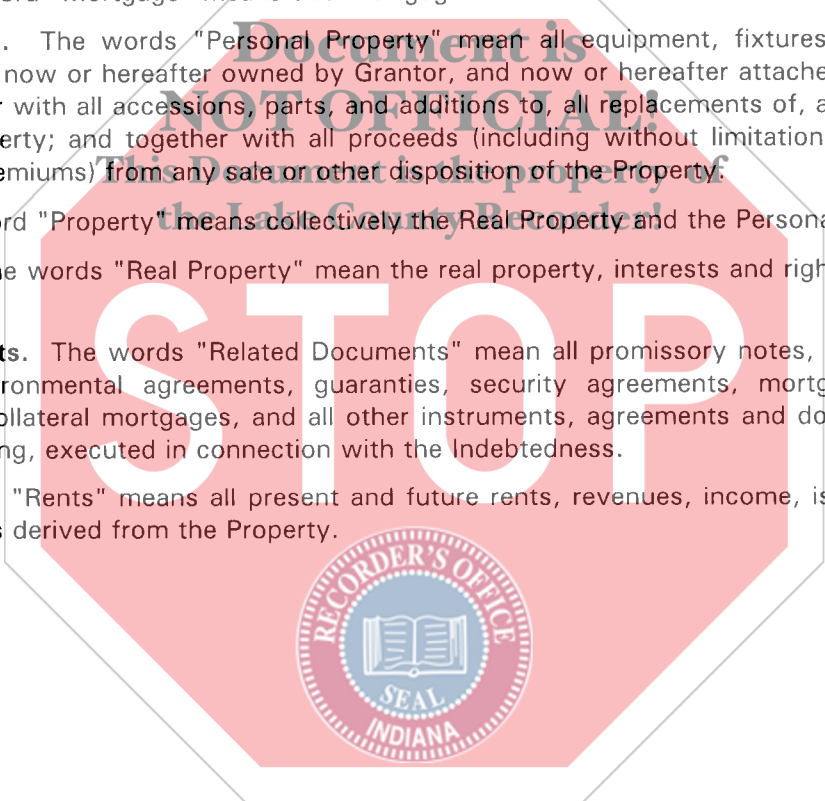 Document is
. The words "Personal Property" mean all equipment, fixtures
now or hereafter owned by Grantor, and now or hereafter attache
r with all accessions, parts, and additions to, all replacements of, a
NOT OFFICIAL!
erty; and together with all proceeds (including without limitation
emiums) from any sale or other disposition of the Property.
This Document is the property of
the Lake County Recorder!
ord "Property" means collectively the Real Property and the Persona
e words "Real Property" mean the real property, interests and righ
STOP
ts. The words "Related Documents" mean all promissory notes,
ronmental agreements, guaranties, security agreements, mortg
ollateral mortgages, and all other instruments, agreements and do
ng, executed in connection with the Indebtedness.
"Rents" means all present and future rents, revenues, income, is
s derived from the Property.
RECORDER'S OFFICE
SEAL
INDIANA